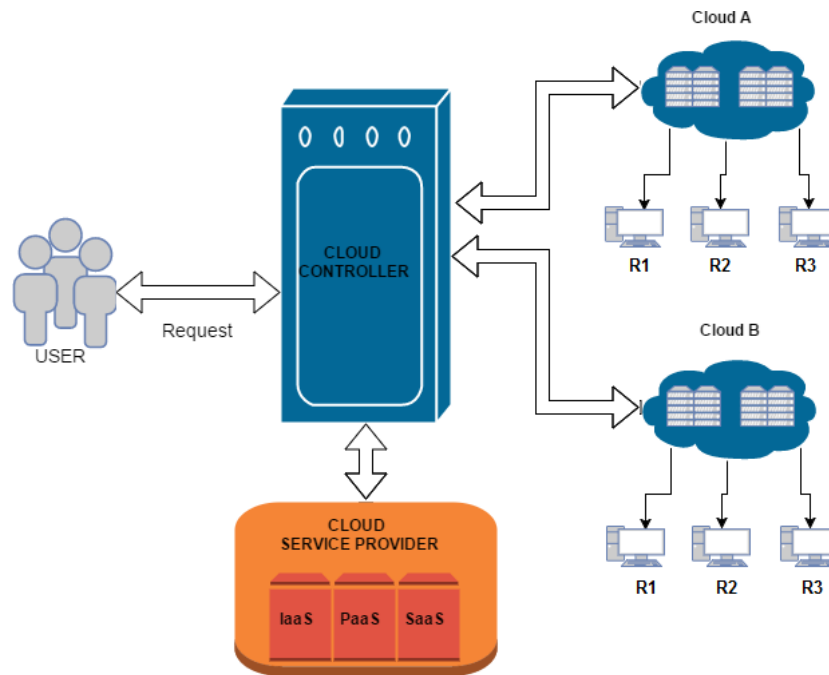 Cloud A
CLOUD
CONTROLLER
R1
R2
R3
Request
USER
Cloud B
CLOUD
SERVICE PROVIDER
IaaS
PaaS
SaaS
R1
R2
R3